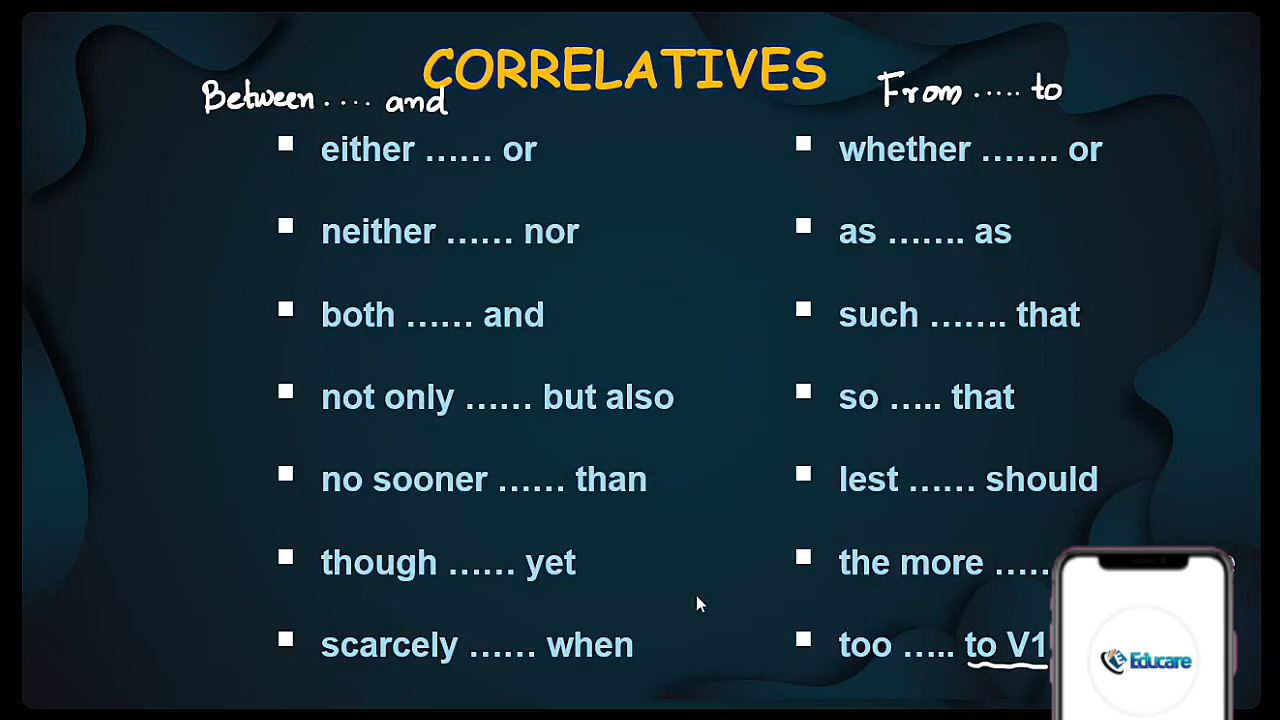 CORRELATIVES
Between .... and
From ..... to
either …… or
neither …… nor
both …… and
not only …… but also
no sooner …… than
though …… yet
scarcely …… when
whether ……. or
as ……. as
such ……. that
so ….. that
lest …… should
the more ……
too ….. to V1
Educare